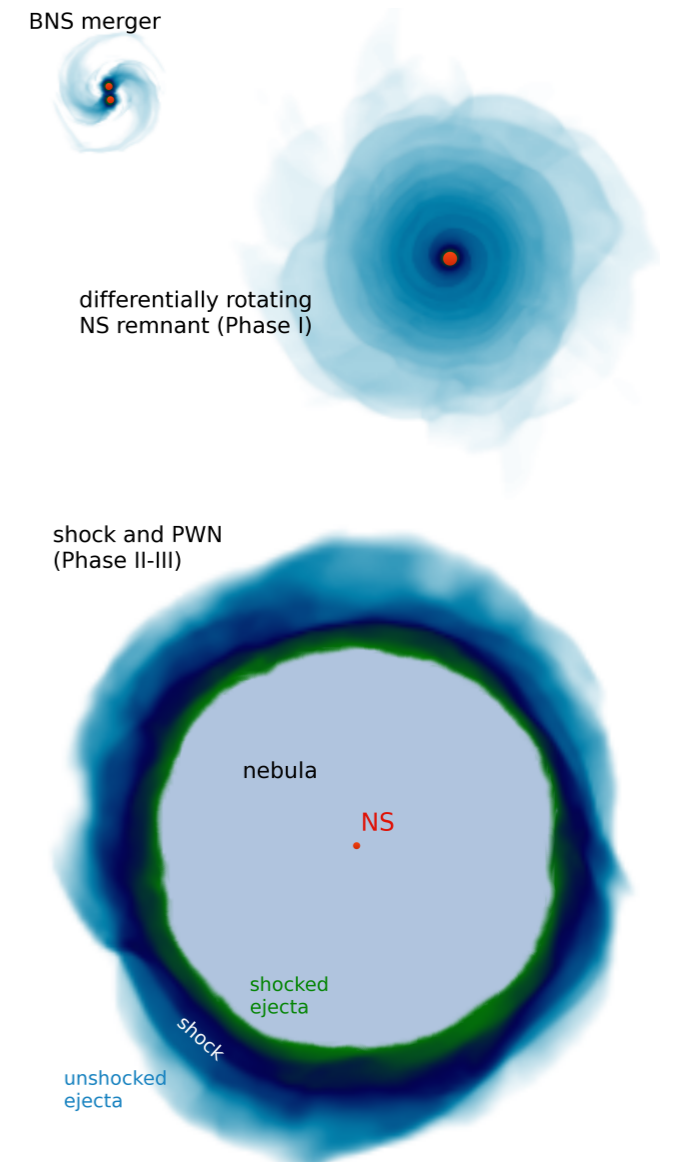 BNS merger
differentially rotating
NS remnant (Phase I)
shock and PWN
(Phase II-III)
nebula
NS
shocked
ejecta
shock
unshocked
ejecta